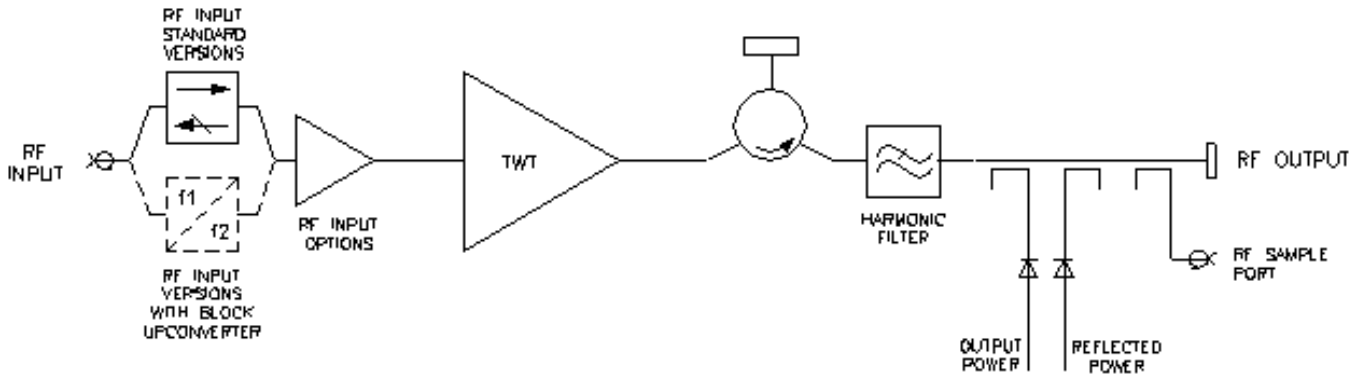 RF INPUT
STANDARD
VERSIONS
RF
INPUT
f1
f2
RF INPUT
VERSIONS
WITH BLOCK
UPCONVERTER
RF INPUT
OPTIONS
TWT
HARMONIC
FILTER
RF OUTPUT
RF SAMPLE
PORT
OUTPUT
POWER
REFLECTED
POWER